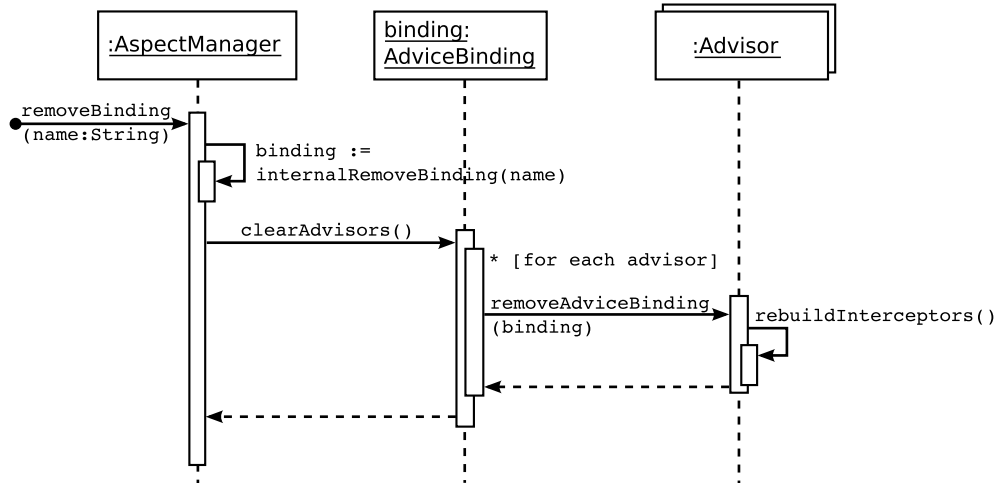 :AspectManager
binding:
AdviceBinding
:Advisor
removeBinding
(name:String)
binding :=
internalRemoveBinding(name)
clearAdvisors()
* [for each advisor]
removeAdviceBinding
(binding)
rebuildInterceptors()